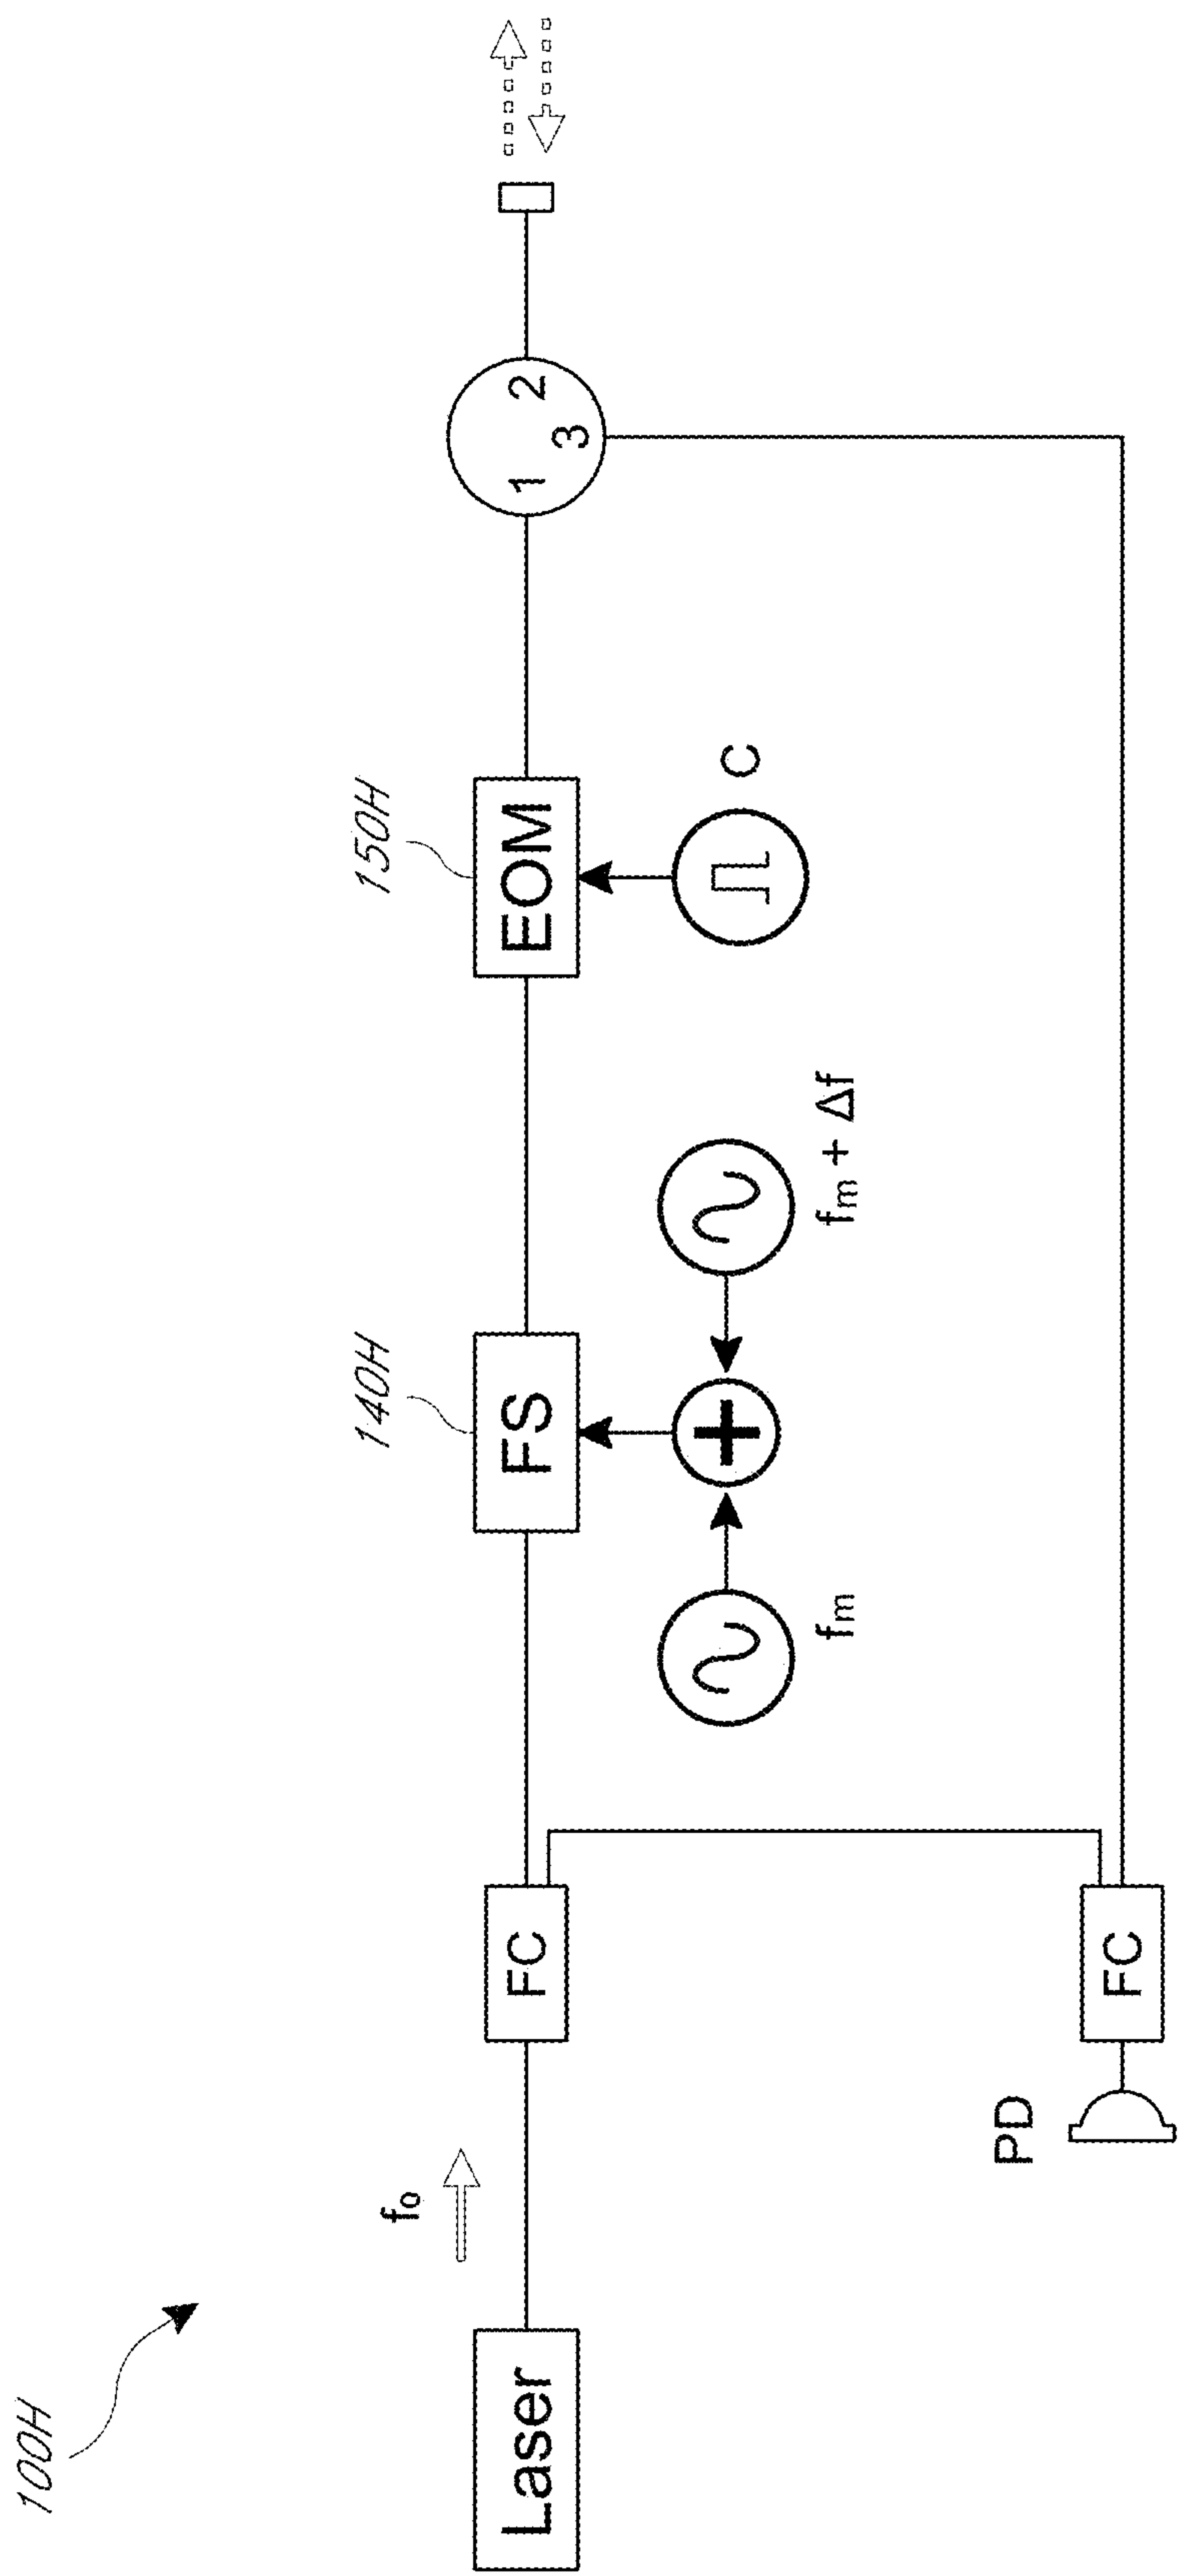 100H
Laser
f₀
FC
140H
FS
fₘ
fₘ + Δf
150H
EOM
C
1
2
3
PD
FC